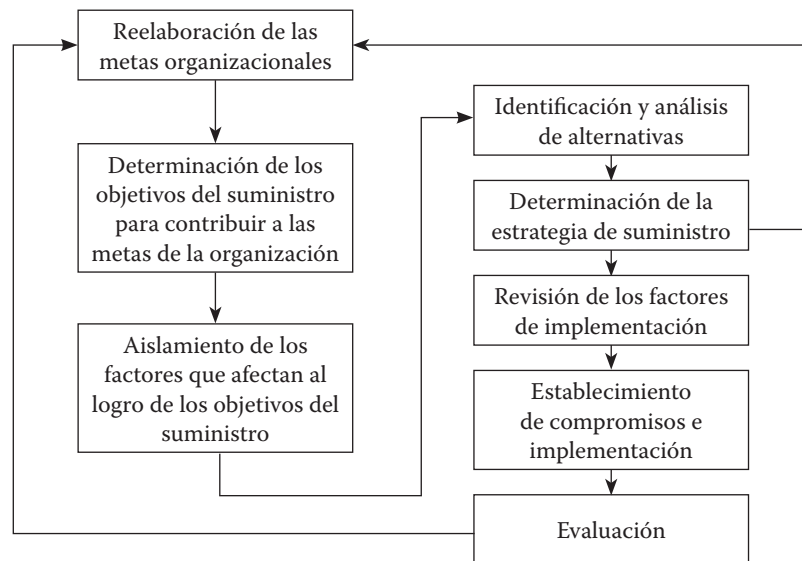 Reelaboración de las
metas organizacionales
Determinación de los
objetivos del suministro
para contribuir a las
metas de la organización
Aislamiento de los
factores que afectan al
logro de los objetivos del
suministro
Identificación y análisis
de alternativas
Determinación de la
estrategia de suministro
Revisión de los factores
de implementación
Establecimiento
de compromisos e
implementación
Evaluación